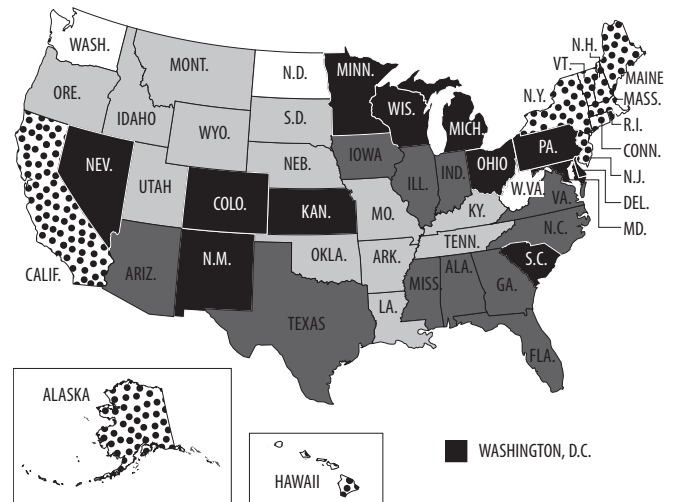 WASH.
MONT.
N.D.
MINN.
N.H.
VT.
MAINE
ORE.
IDAHO
S.D.
WIS.
MICH.
N.Y.
MASS.
R.I.
WYO.
CONN.
NEV.
NEB.
IOWA
ILL.
IND.
OHIO
PA.
N.J.
UTAH
COLO.
KAN.
MO.
KY.
W.VA.
VA.
DEL.
MD.
CALIF.
ARIZ.
N.M.
OKLA.
ARK.
TENN.
N.C.
S.C.
TEXAS
LA.
MISS.
ALA.
GA.
FLA.
ALASKA
HAWAII
WASHINGTON, D.C.